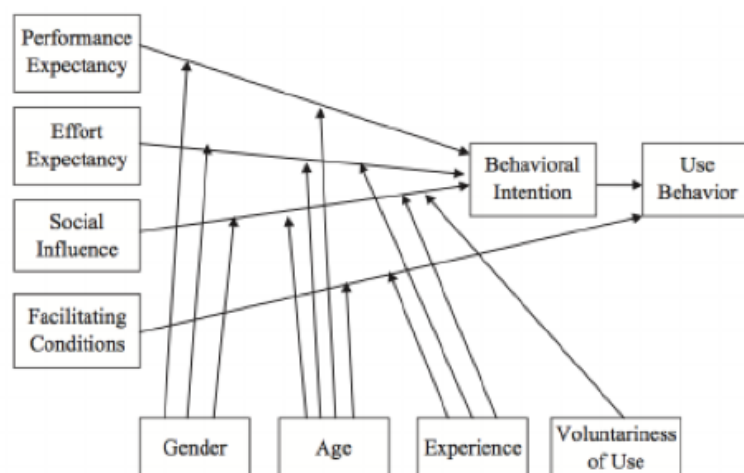 Performance
Expectancy
Effort
Expectancy
Behavioral
Intention
Use
Behavior
Social
Influence
Facilitating
Conditions
Gender
Age
Experience
Voluntariness
of Use